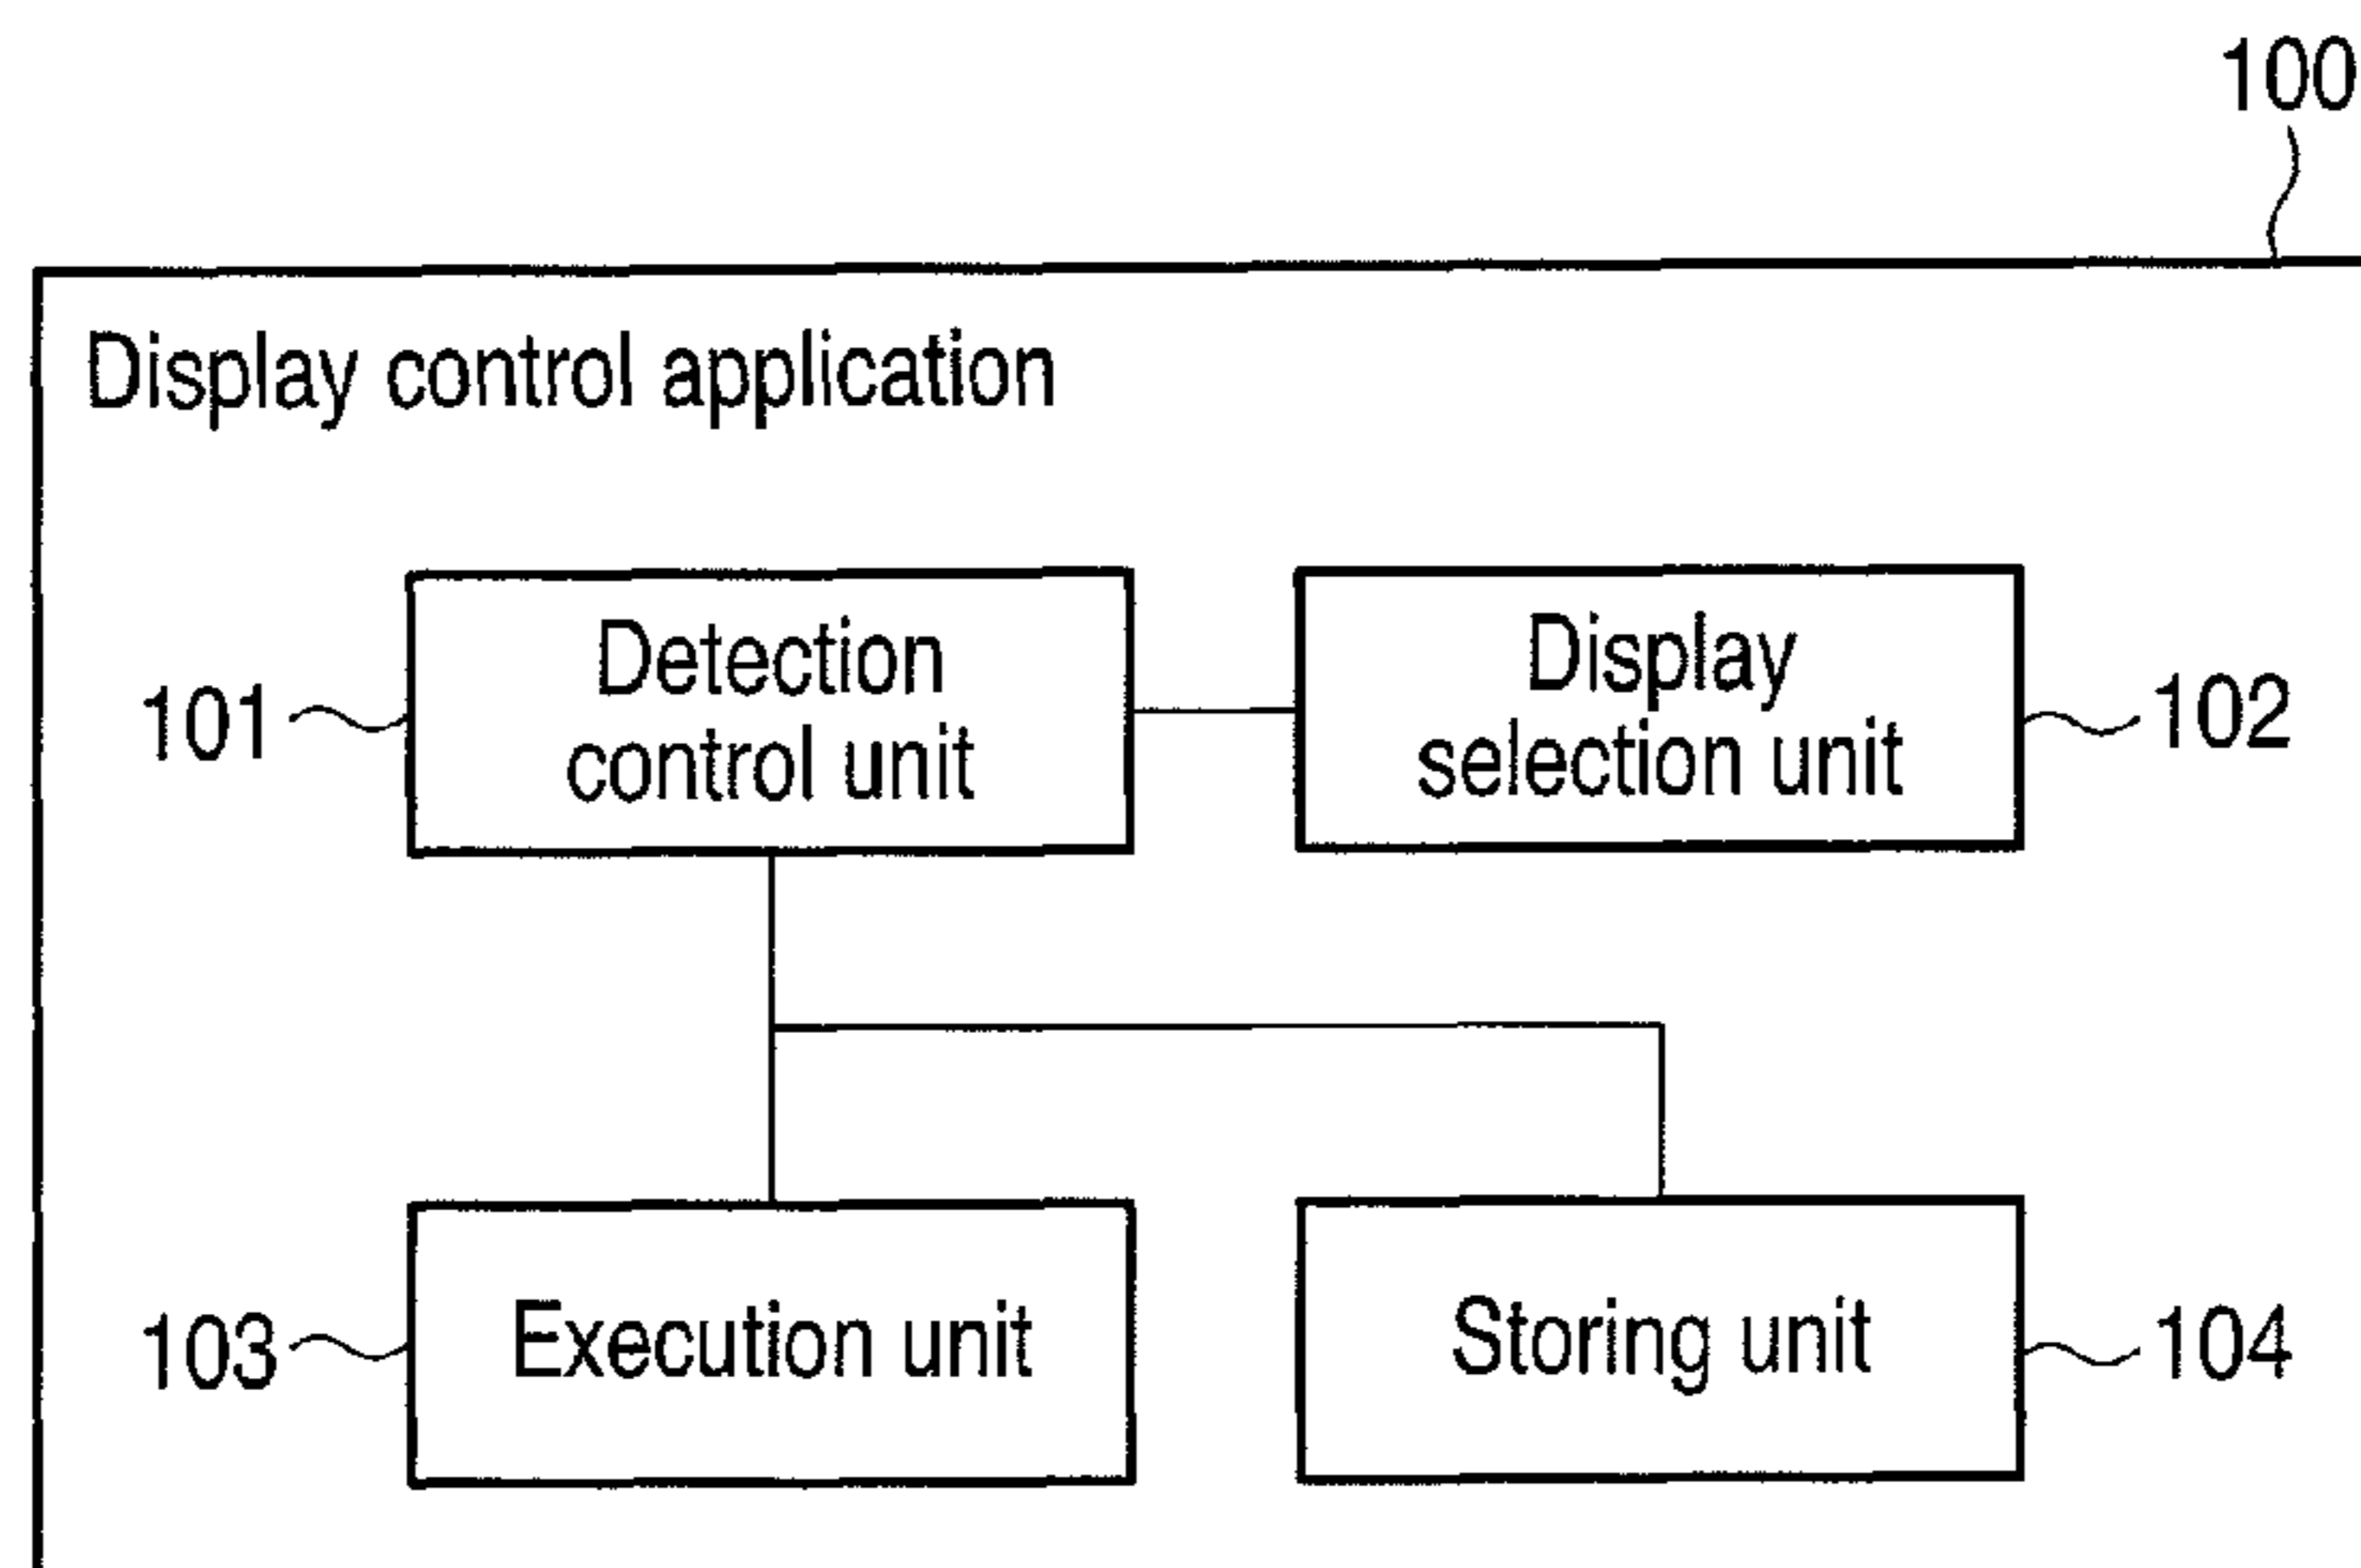 100
Display control application
Detection
control unit
101
Display
selection unit
102
103
Execution unit
Storing unit
104